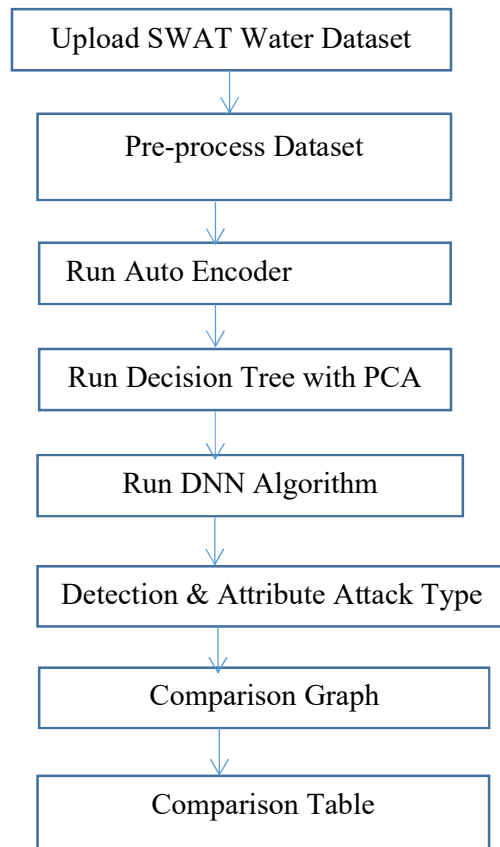 Upload SWAT Water Dataset
Pre-process Dataset
Run Auto Encoder
Run Decision Tree with PCA
Run DNN Algorithm
Detection & Attribute Attack Type
Comparison Graph
Comparison Table